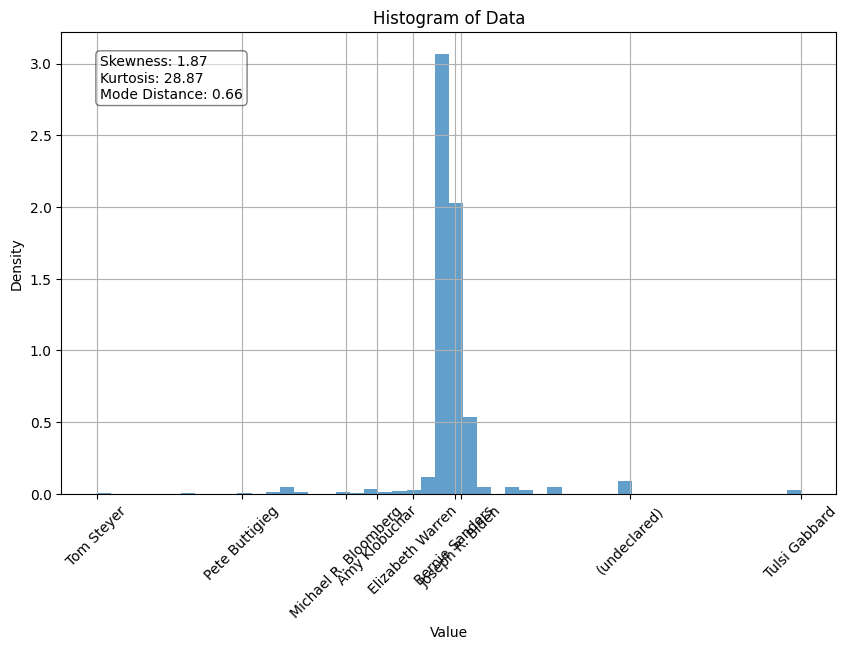 Histogram of Data
Skewness: 1.87
Kurtosis: 28.87
Mode Distance: 0.66
Density
3.0
2.5
2.0
1.5
1.0
0.5
0.0
Tom Steyer
Pete Buttigieg
Michael R. Bloomberg
Amy Klobuchar
Elizabeth Warren
Bernie Sanders
Joseph R. Biden
(undeclared)
Tulsi Gabbard
Value